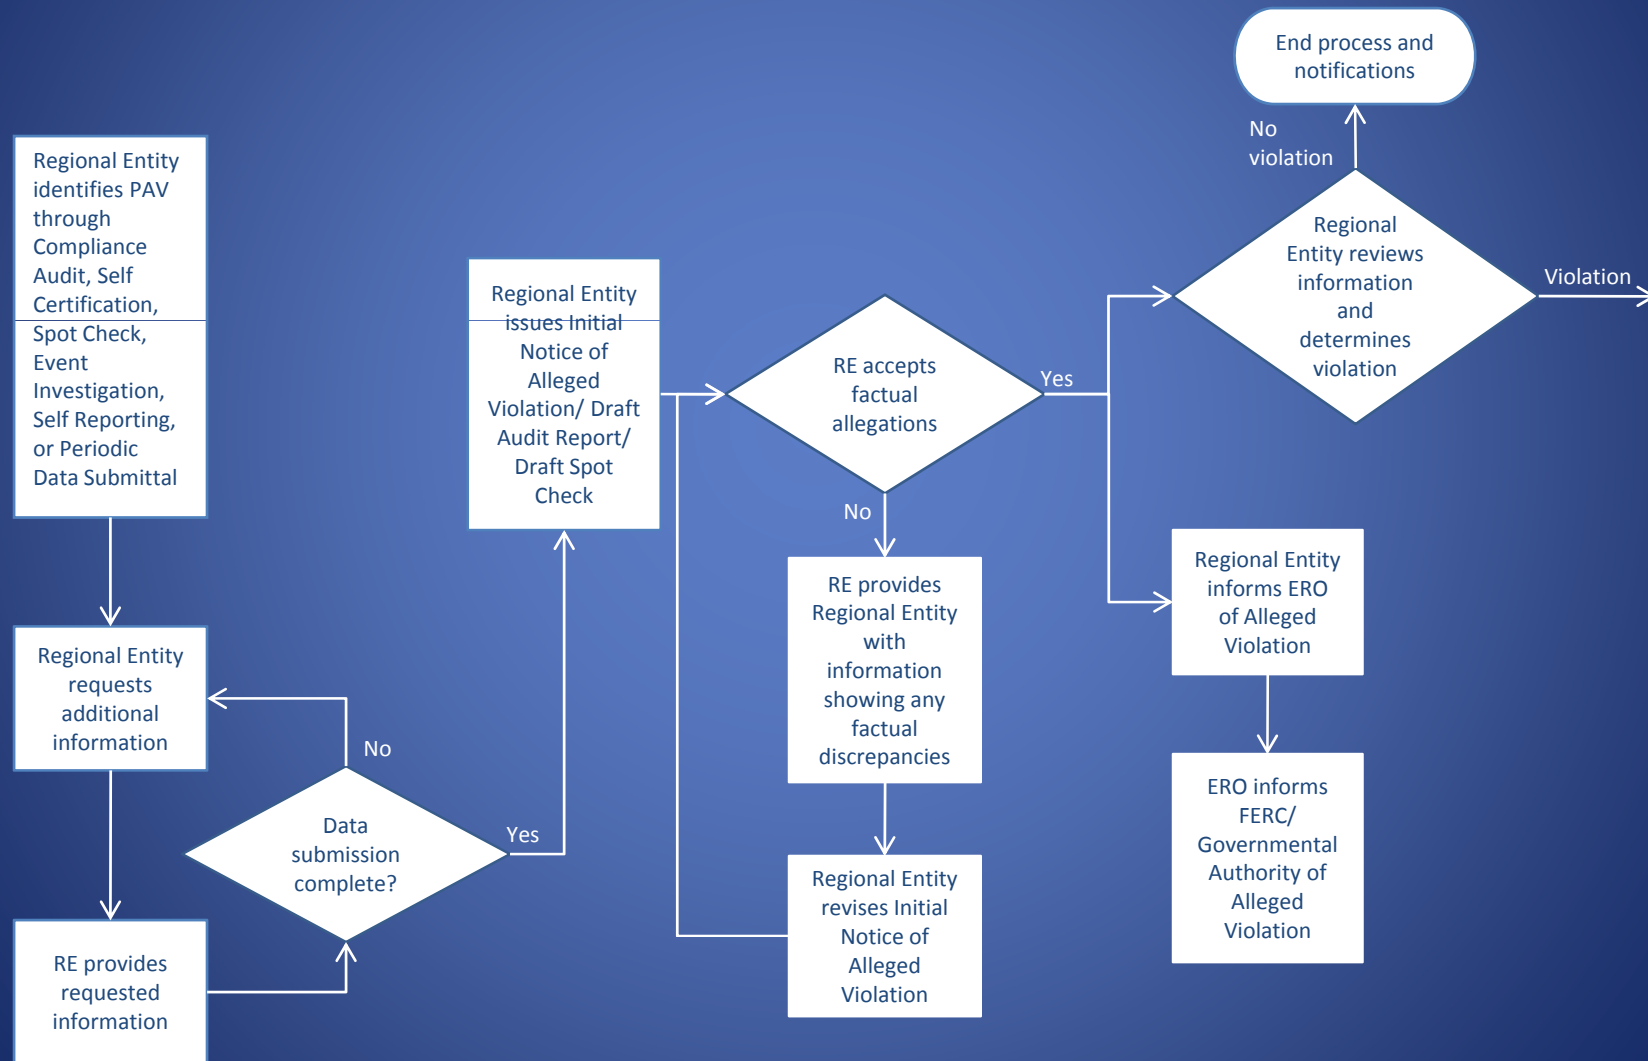 Regional Entity
identifies PAV
through
Compliance
Audit, Self
Certification,
Spot Check,
Event
Investigation,
Self Reporting,
or Periodic
Data Submittal
Regional Entity
requests
additional
information
RE provides
requested
information
No
Data
submission
complete?
Yes
Regional Entity
issues Initial
Notice of
Alleged
Violation/ Draft
Audit Report/
Draft Spot
Check
RE accepts
factual
allegations
Yes
No
RE provides
Regional Entity
with
information
showing any
factual
discrepancies
Regional Entity
revises Initial
Notice of
Alleged
Violation
End process and
notifications
No
violation
Regional
Entity reviews
information
and
determines
violation
Violation
Regional Entity
informs ERO
of Alleged
Violation
ERO informs
FERC/
Governmental
Authority of
Alleged
Violation